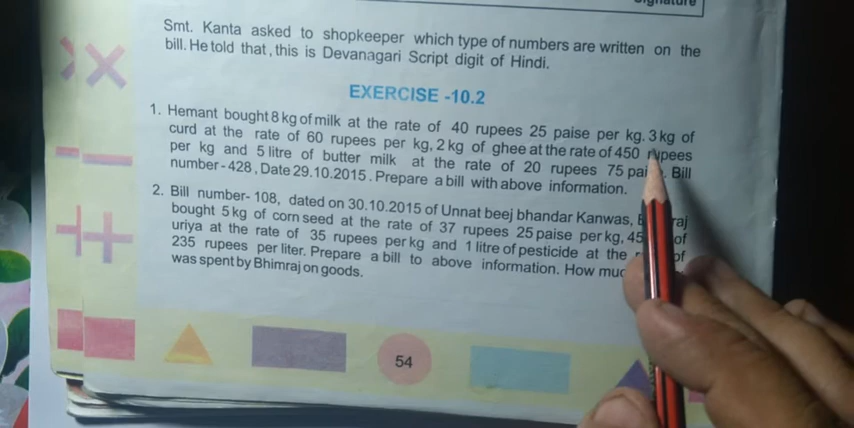 Signature
Smt. Kanta asked to shopkeeper which type of numbers are written on the
bill. He told that, this is Devanagari Script digit of Hindi.
EXERCISE -10.2
1. Hemant bought 8 kg of milk at the rate of 40 rupees 25 paise per kg. 3 kg of
curd at the rate of 60 rupees per kg, 2 kg of ghee at the rate of 450 rupees
per kg and 5 litre of butter milk at the rate of 20 rupees 75 Bill
number - 428, Date 29.10.2015. Prepare a bill with above information.
2. Bill number- 108, dated on 30.10.2015 of Unnat beej bhandar Kanwas,
bought 5 kg of corn seed at the rate of 37 rupees 25 paise per kg, 45 of
uriya at the rate of 35 rupees per kg and 1 litre of pesticide at the of
235 rupees per liter. Prepare a bill to above information. How
was spent by Bhimraj on goods.
54